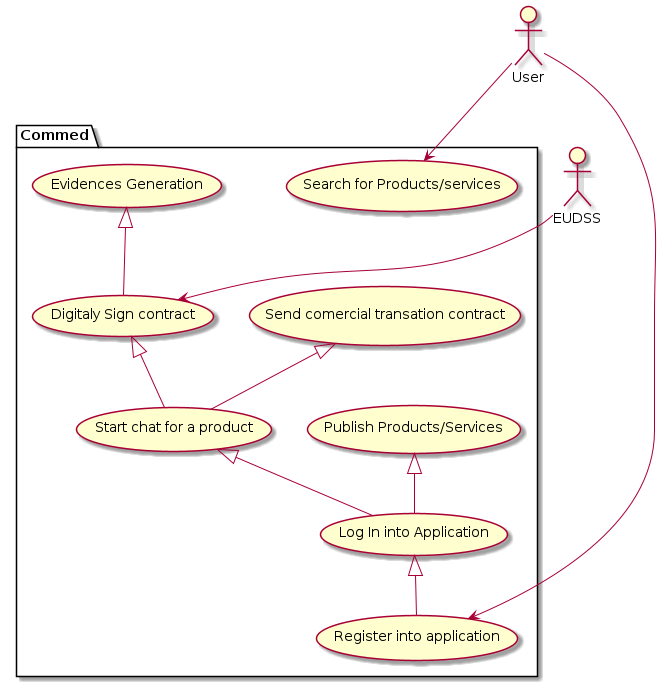 User
Commed
Evidences Generation
Search for Products/services
EUDSS
Digitaly Sign contract
Send comercial transation contract
Start chat for a product
Publish Products/Services
Log In into Application
Register into application